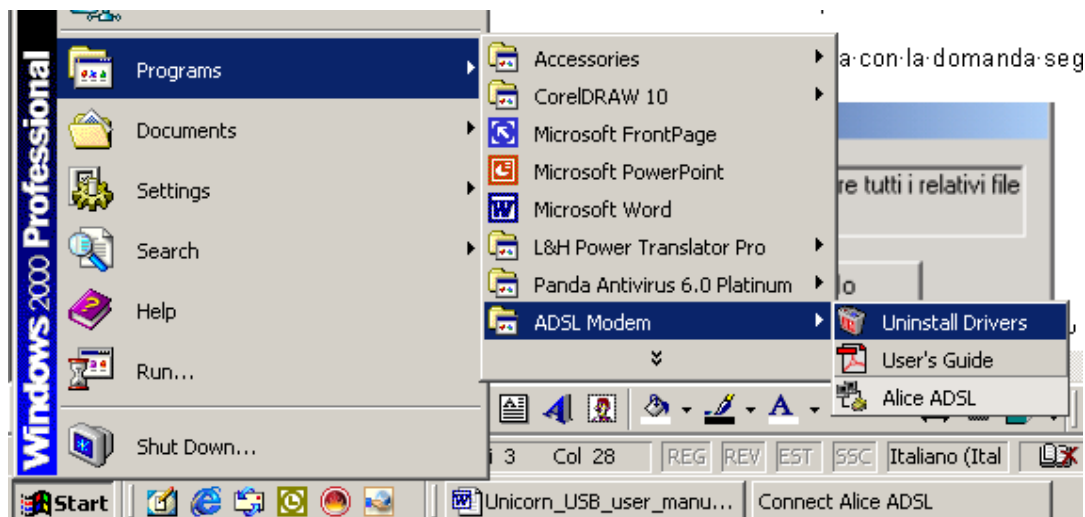 Windows 2000 Professional
Programs
Documents
Settings
Search
Help
Run...
Shut Down...
Accessories
CorelDRAW 10
Microsoft FrontPage
Microsoft PowerPoint
Microsoft Word
L&H Power Translator Pro
Panda Antivirus 6.0 Platinum
ADSL Modem
Uninstall Drivers
User's Guide
Alice ADSL
a·con·la·domanda·seg
re tutti i relativi file
lo
i 3 Col 28 REG REV EST SSC Italiano (Ital
Start Unicorn_USB_user_manu... Connect Alice ADSL